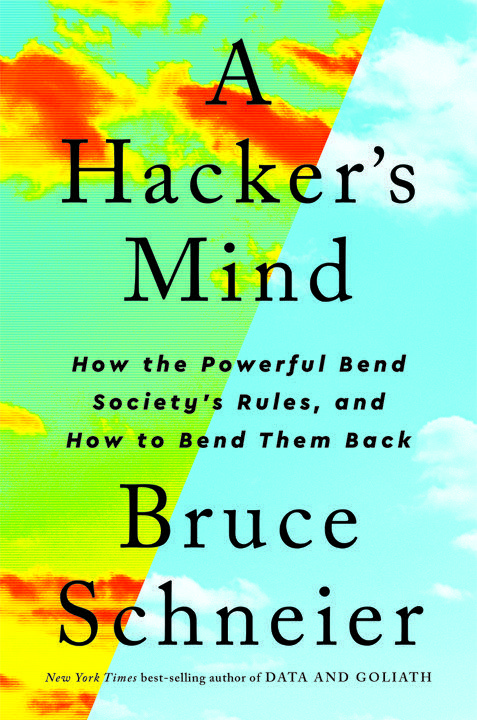 A
Hacker’s
Mind
How the Powerful Bend
Society’s Rules, and
How to Bend Them Back
Bruce
Schneier
New York Times best-selling author of DATA AND GOLIATH